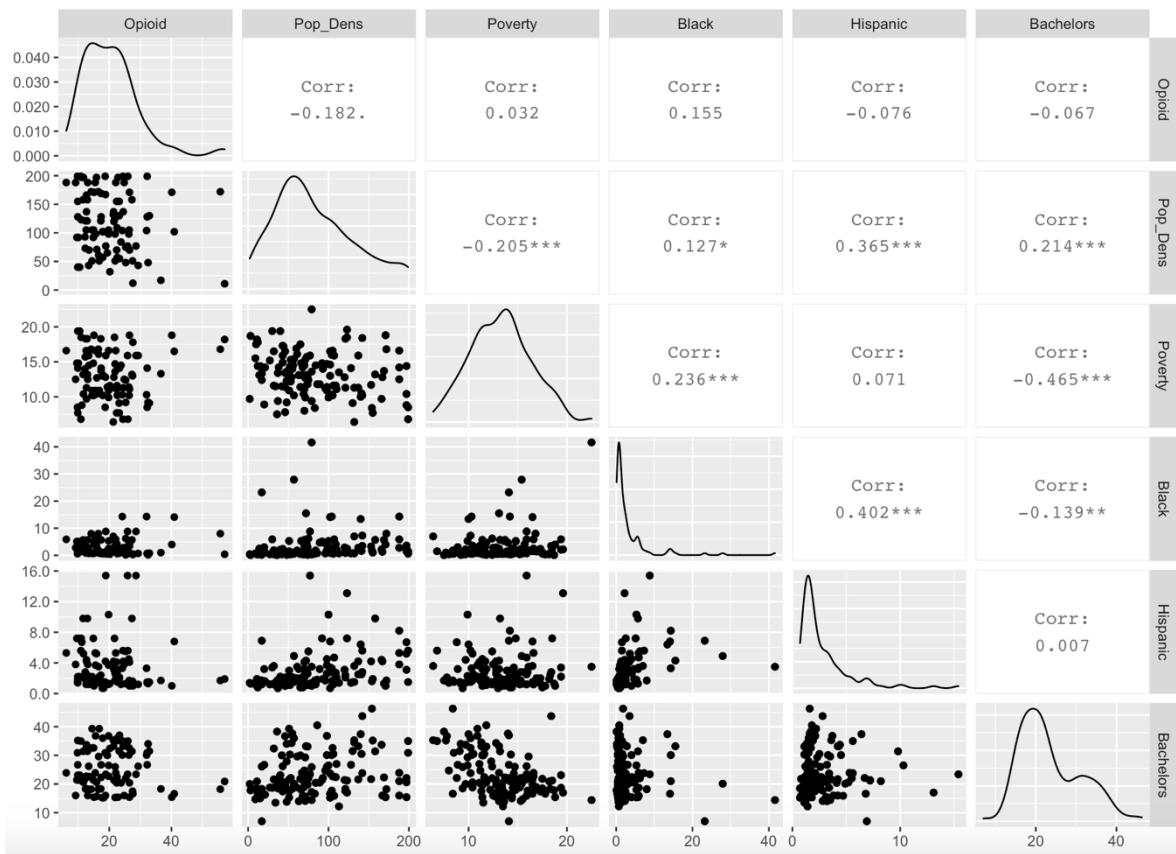 Opioid Pop_Dens Poverty Black Hispanic Bachelors
0.040
0.030
0.020
0.010
0.000
Corr: Corr: Corr: Corr: Corr:
-0.182. 0.032 0.155 -0.076 -0.067
Opioid
200
150
100
50
0
Corr: Corr: Corr: Corr:
-0.205*** 0.127* 0.365*** 0.214***
Pop_Dens
20.0
15.0
10.0
Corr: Corr: Corr:
0.236*** 0.071 -0.465***
Poverty
40
30
20
10
0
Corr: Corr:
0.402*** -0.139**
Black
16.0
12.0
8.0
4.0
0.0
Corr:
0.007
Hispanic
40
30
20
10
Bachelors
20 40 0 100 200 10 20 0 20 40 0 10 20 40